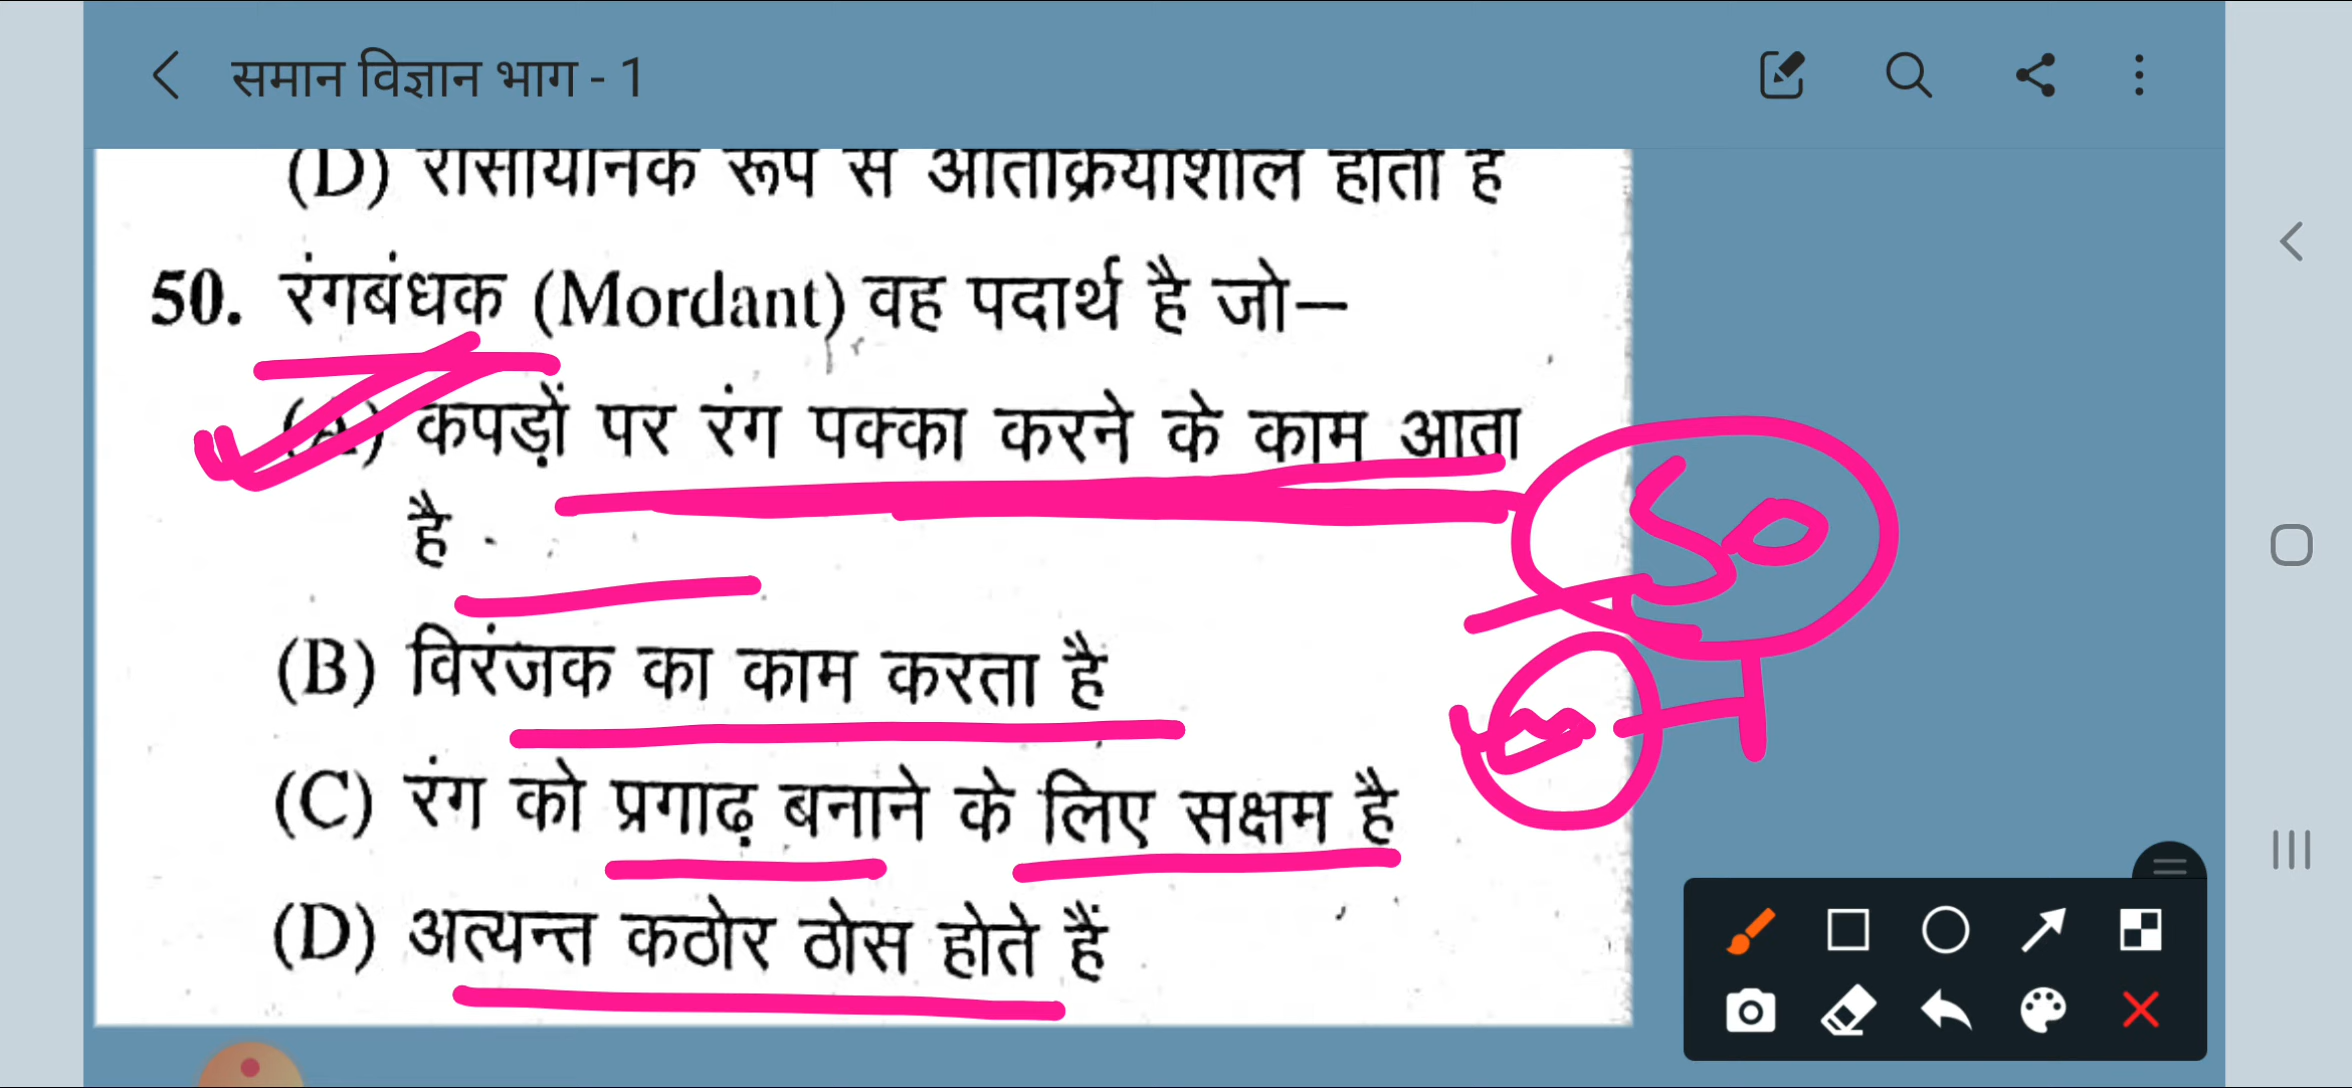 समान विज्ञान भाग - 1
(D) रासायनिक रूप से अतिक्रियाशील होती है
50. रंगबंधक (Mordant) वह पदार्थ है जो—
(A) कपड़ों पर रंग पक्का करने के काम आता
है
50
(B) विरंजक का काम करता है
(C) रंग को प्रगाढ़ बनाने के लिए सक्षम है
(D) अत्यन्त कठोर ठोस होते हैं